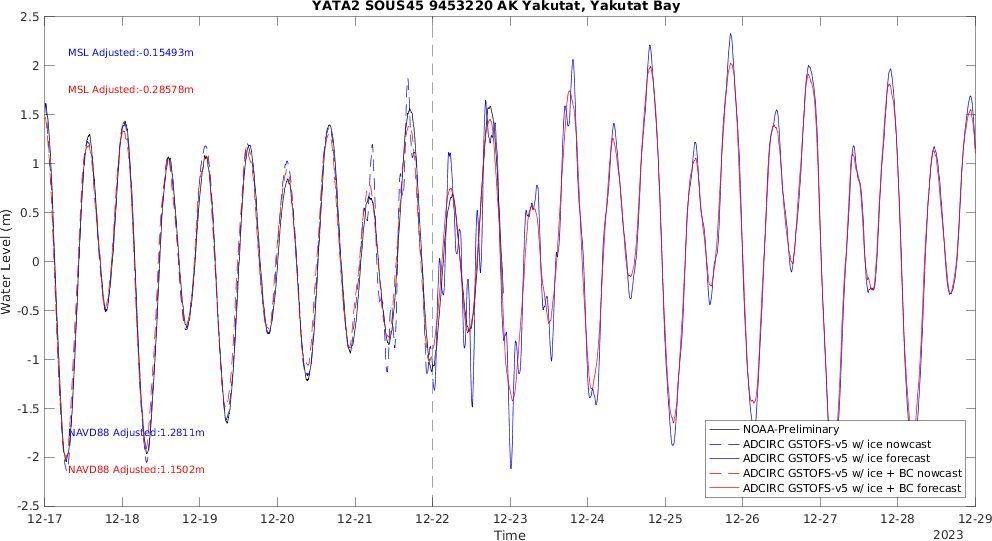 YATA2 SOUS45 9453220 AK Yakutat, Yakutat Bay
MSL Adjusted:-0.15493m
MSL Adjusted:-0.28578m
NAVD88 Adjusted:1.2811m
NAVD88 Adjusted:1.1502m
Water Level (m)
2.5
2
1.5
1
0.5
0
-0.5
-1
-1.5
-2
-2.5
NOAA-Preliminary
ADCIRC GSTOFS-v5 w/ ice nowcast
ADCIRC GSTOFS-v5 w/ ice forecast
ADCIRC GSTOFS-v5 w/ ice + BC nowcast
ADCIRC GSTOFS-v5 w/ ice + BC forecast
12-17 12-18 12-19 12-20 12-21 12-22 12-23 12-24 12-25 12-26 12-27 12-28 12-29
Time
2023